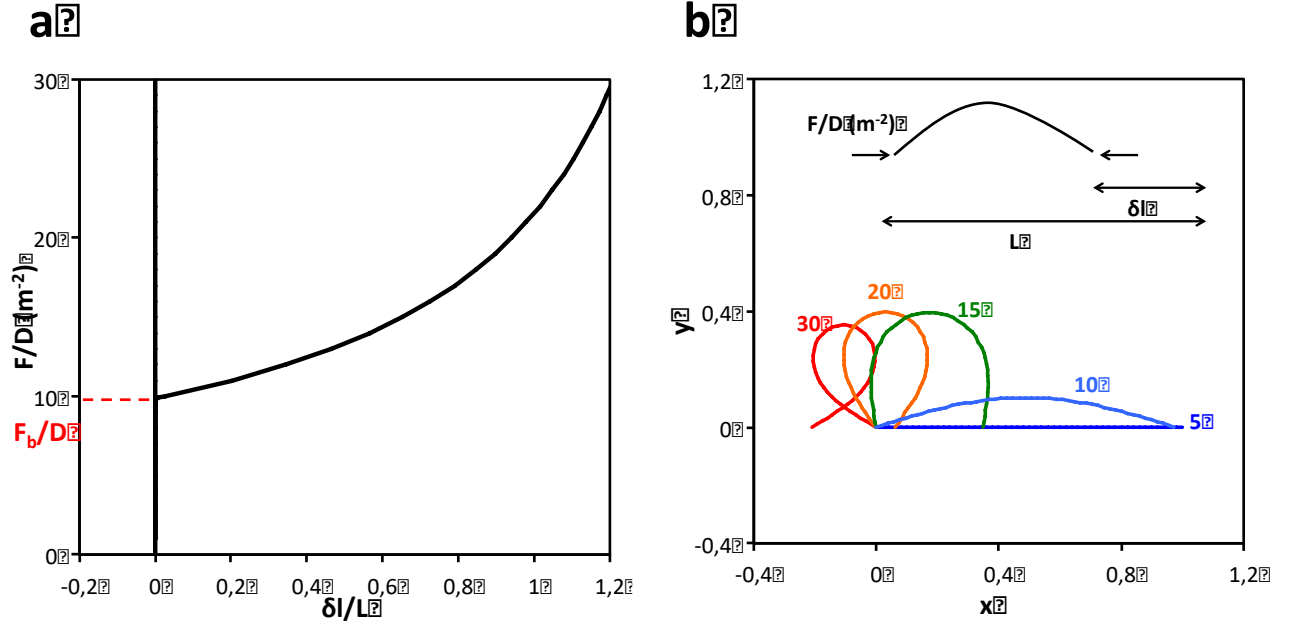 a
30
20
10
0
F/D (m-2)
Fb/D
-0,2 0 0,2 0,4 0,6 0,8 1 1,2
δl/L
b
1,2
0,8
0,4
0
-0,4
y
F/D (m-2)
δl
L
20
15
30
10
5
-0,4 0 0,4 0,8 1,2
x